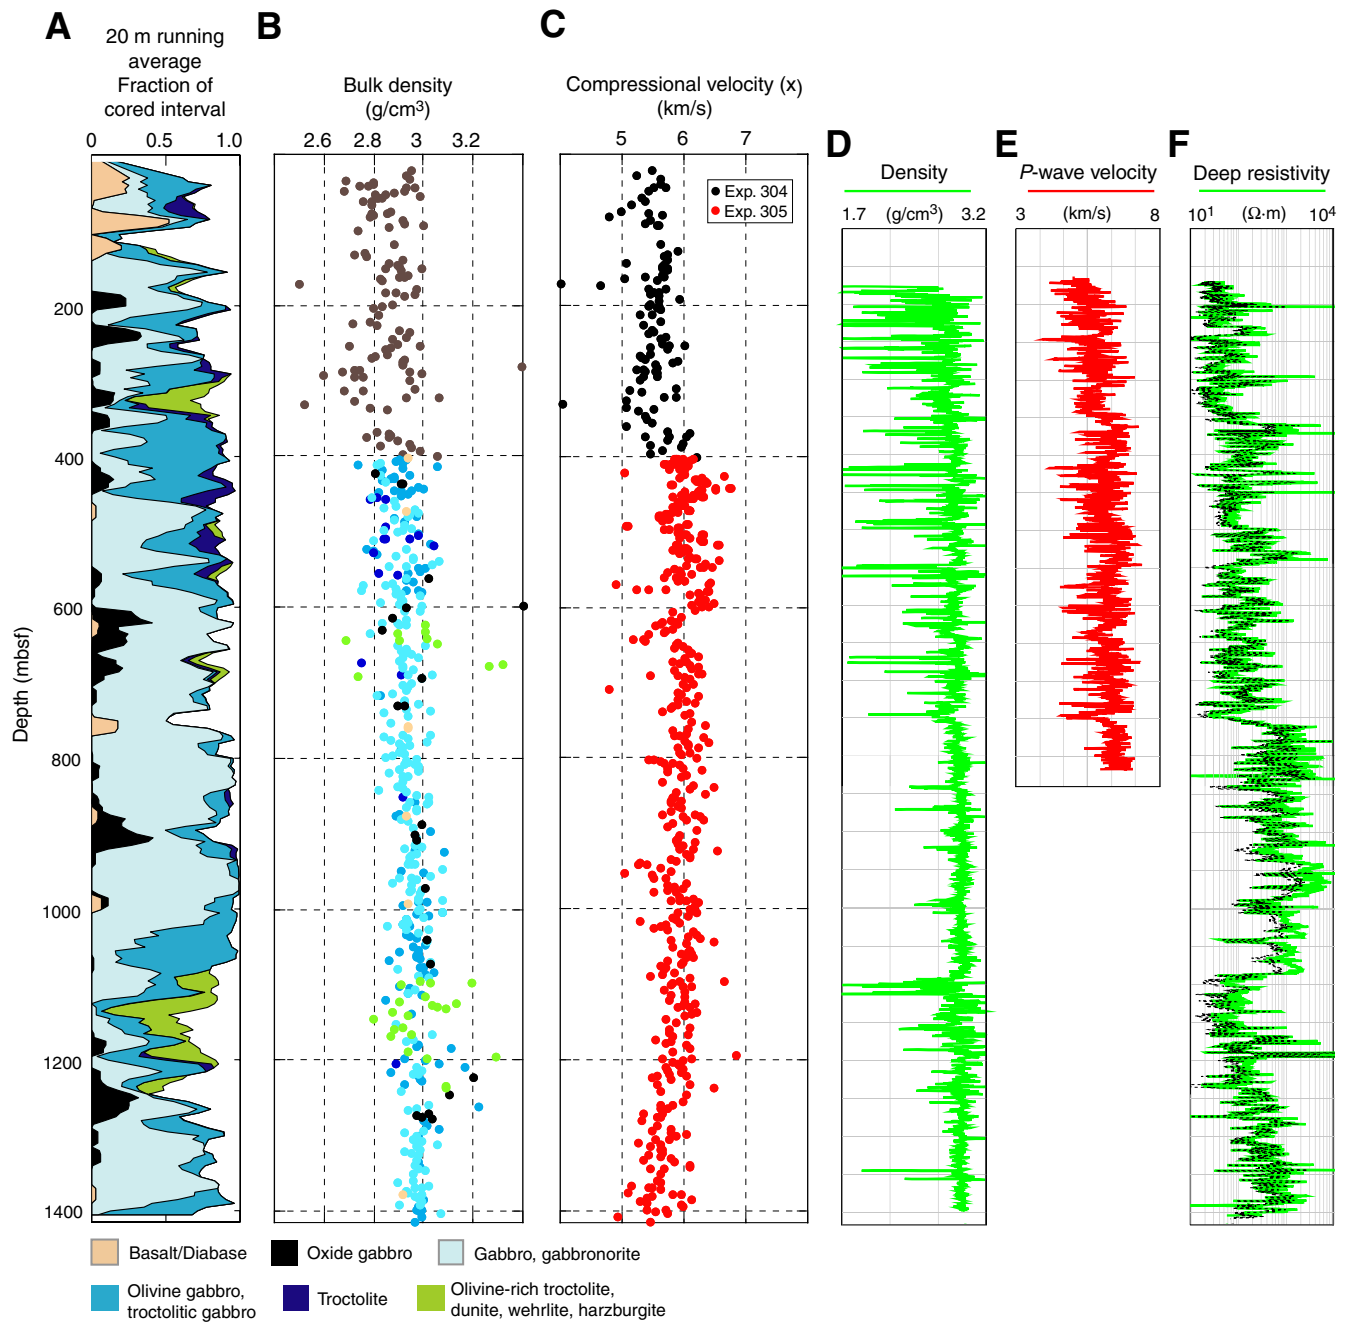 A
20 m running
average
Fraction of
cored interval
0 0.5 1.0
B
Bulk density
(g/cm³)
2.6 2.8 3 3.2
C
Compressional velocity (x)
(km/s)
5 6 7
Exp. 304
Exp. 305
D
Density
1.7 (g/cm³) 3.2
E
P-wave velocity
3 (km/s) 8
F
Deep resistivity
10¹ (Ω·m) 10⁴
Depth (mbsf)
200
400
600
800
1000
1200
1400
Basalt/Diabase
Oxide gabbro
Gabbro, gabbronorite
Olivine gabbro,
troctolitic gabbro
Troctolite
Olivine-rich troctolite,
dunite, wehrlite, harzburgite